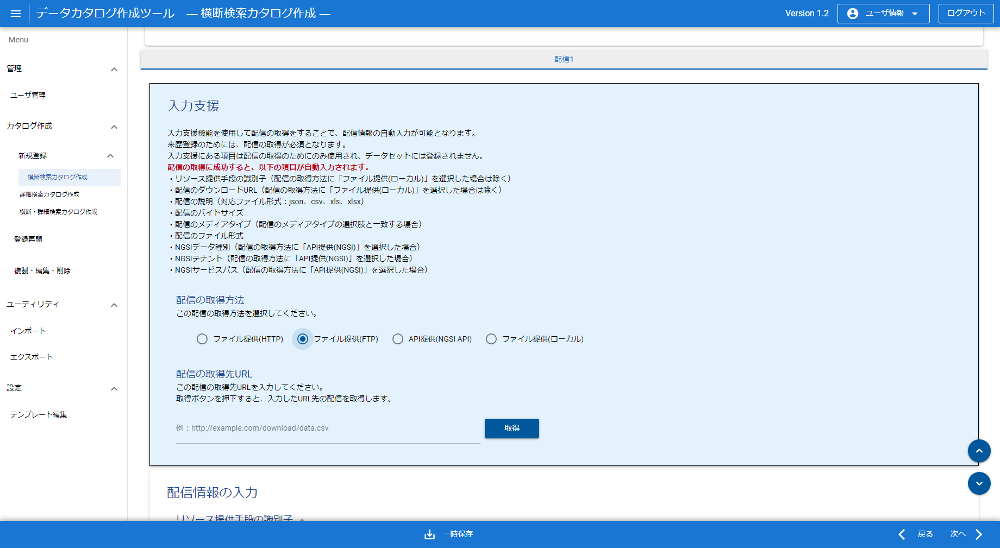 データカタログ作成ツール ― 横断検索カタログ作成 ―
Version 1.2
ユーザ情報
ログアウト
Menu
管理
ユーザ管理
カタログ作成
新規登録
横断検索カタログ作成
詳細検索カタログ作成
横断・詳細検索カタログ作成
登録再開
複製・編集・削除
ユーティリティ
インポート
エクスポート
設定
テンプレート編集
配信1
入力支援
入力支援機能を使用して配信の取得をすることで、配信情報の自動入力が可能となります。
来歴登録のためには、配信の取得が必須となります。
入力支援にある項目は配信の取得のためにのみ使用され、データセットには登録されません。
配信の取得に成功すると、以下の項目が自動入力されます。
・リソース提供手段の識別子（配信の取得方法に「ファイル提供(ローカル)」を選択した場合は除く）
・配信のダウンロードURL（配信の取得方法に「ファイル提供(ローカル)」を選択した場合は除く）
・配信の説明（対応ファイル形式：json、csv、xls、xlsx）
・配信のバイトサイズ
・配信のメディアタイプ（配信のメディアタイプの選択肢と一致する場合）
・配信のファイル形式
・NGSIデータ種別（配信の取得方法に「API提供(NGSI)」を選択した場合）
・NGSIテナント（配信の取得方法に「API提供(NGSI)」を選択した場合）
・NGSIサービスパス（配信の取得方法に「API提供(NGSI)」を選択した場合）
配信の取得方法
この配信の取得方法を選択してください。
ファイル提供(HTTP)
ファイル提供(FTP)
API提供(NGSI API)
ファイル提供(ローカル)
配信の取得先URL
この配信の取得先URLを入力してください。
取得ボタンを押下すると、入力したURL先の配信を取得します。
例：http://example.com/download/data.csv
取得
配信情報の入力
リソース提供手段の識別子
一時保存
戻る
次へ